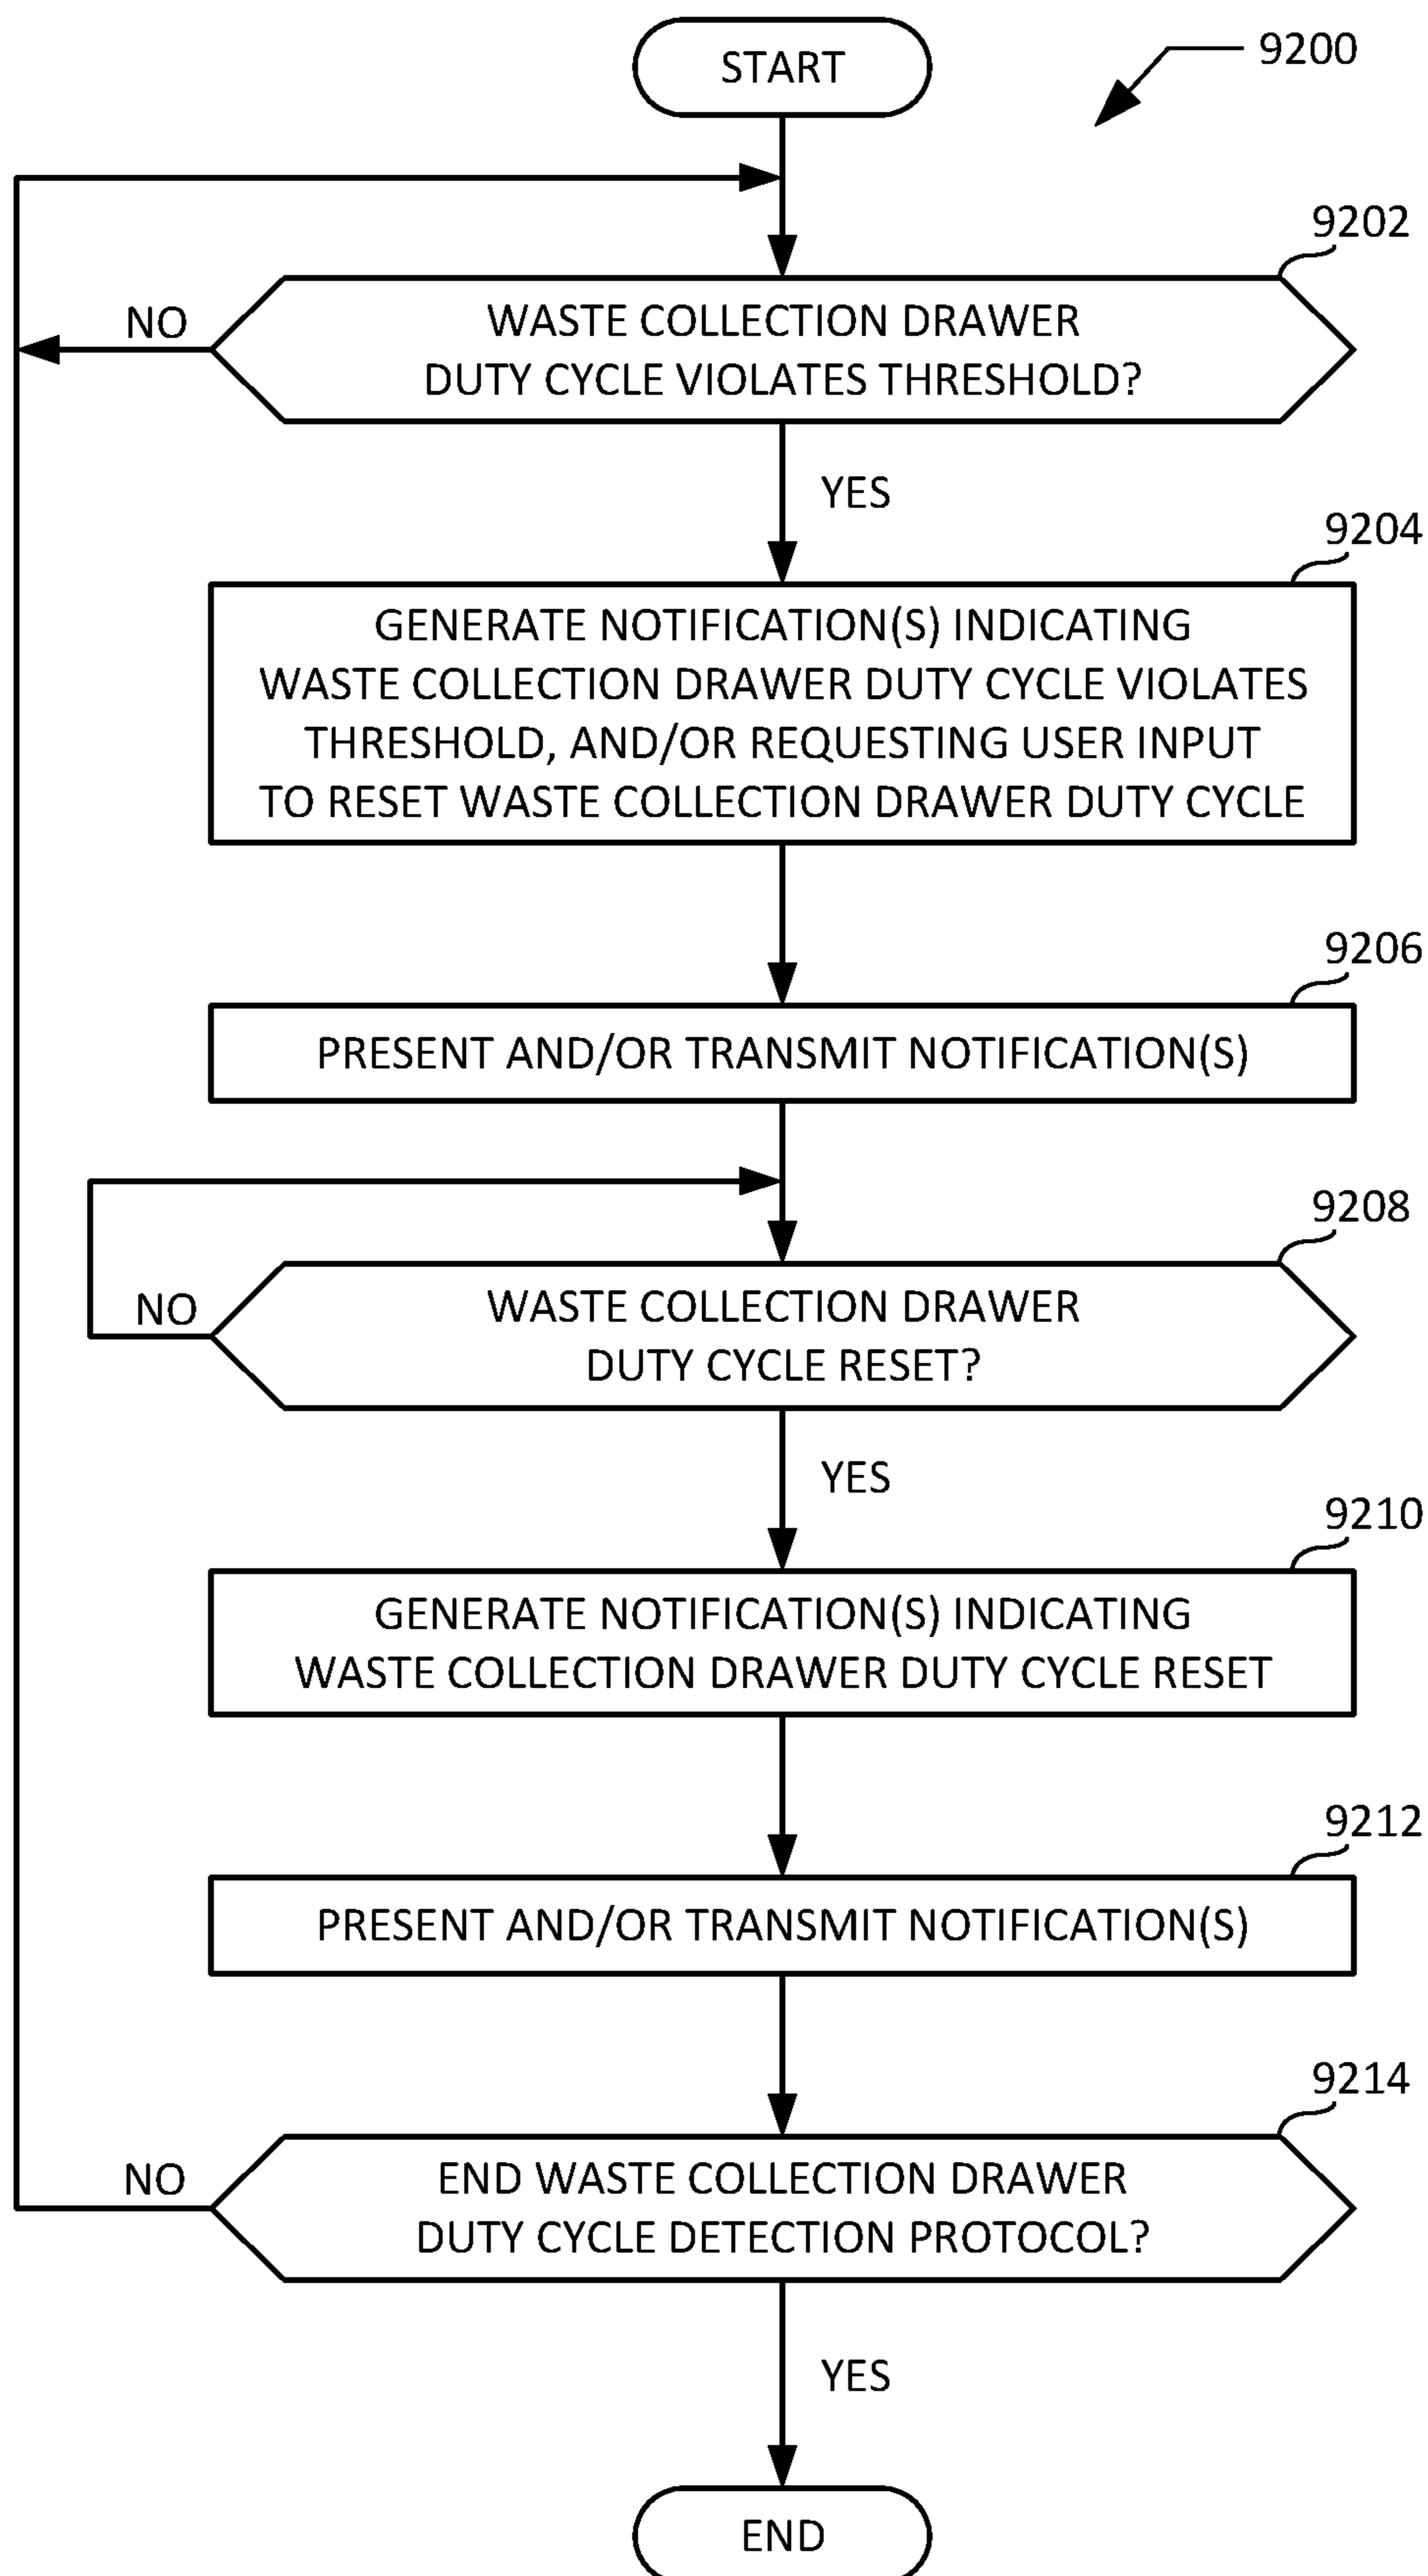 START
9200
9202
NO
WASTE COLLECTION DRAWER
DUTY CYCLE VIOLATES THRESHOLD?
YES
9204
GENERATE NOTIFICATION(S) INDICATING
WASTE COLLECTION DRAWER DUTY CYCLE VIOLATES
THRESHOLD, AND/OR REQUESTING USER INPUT
TO RESET WASTE COLLECTION DRAWER DUTY CYCLE
9206
PRESENT AND/OR TRANSMIT NOTIFICATION(S)
9208
NO
WASTE COLLECTION DRAWER
DUTY CYCLE RESET?
YES
9210
GENERATE NOTIFICATION(S) INDICATING
WASTE COLLECTION DRAWER DUTY CYCLE RESET
9212
PRESENT AND/OR TRANSMIT NOTIFICATION(S)
9214
NO
END WASTE COLLECTION DRAWER
DUTY CYCLE DETECTION PROTOCOL?
YES
END